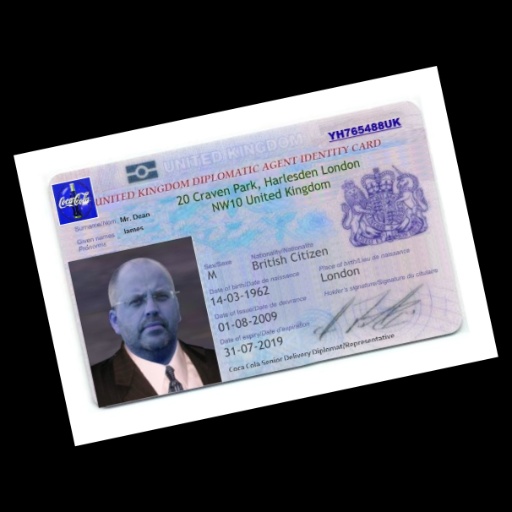 UNITED KINGDOM
YH765488UK
UNITED KINGDOM DIPLOMATIC AGENT IDENTITY CARD
Coca-Cola
20 Craven Park, Harlesden London
NW10 United Kingdom
Surname/Nom Mr. Dean
Given names James
Sex/Sexe
M
Nationality/Nationalité
British Citizen
Date of birth/Date de naissance
14-03-1962
Place of birth/Lieu de naissance
London
Date of issue/Date de delivrance
01-08-2009
Holder's signature/Signature du titulaire
Date of expiry/Date d'expiration
31-07-2019
Coca Cola Senior Delivery Diplomat/Representative